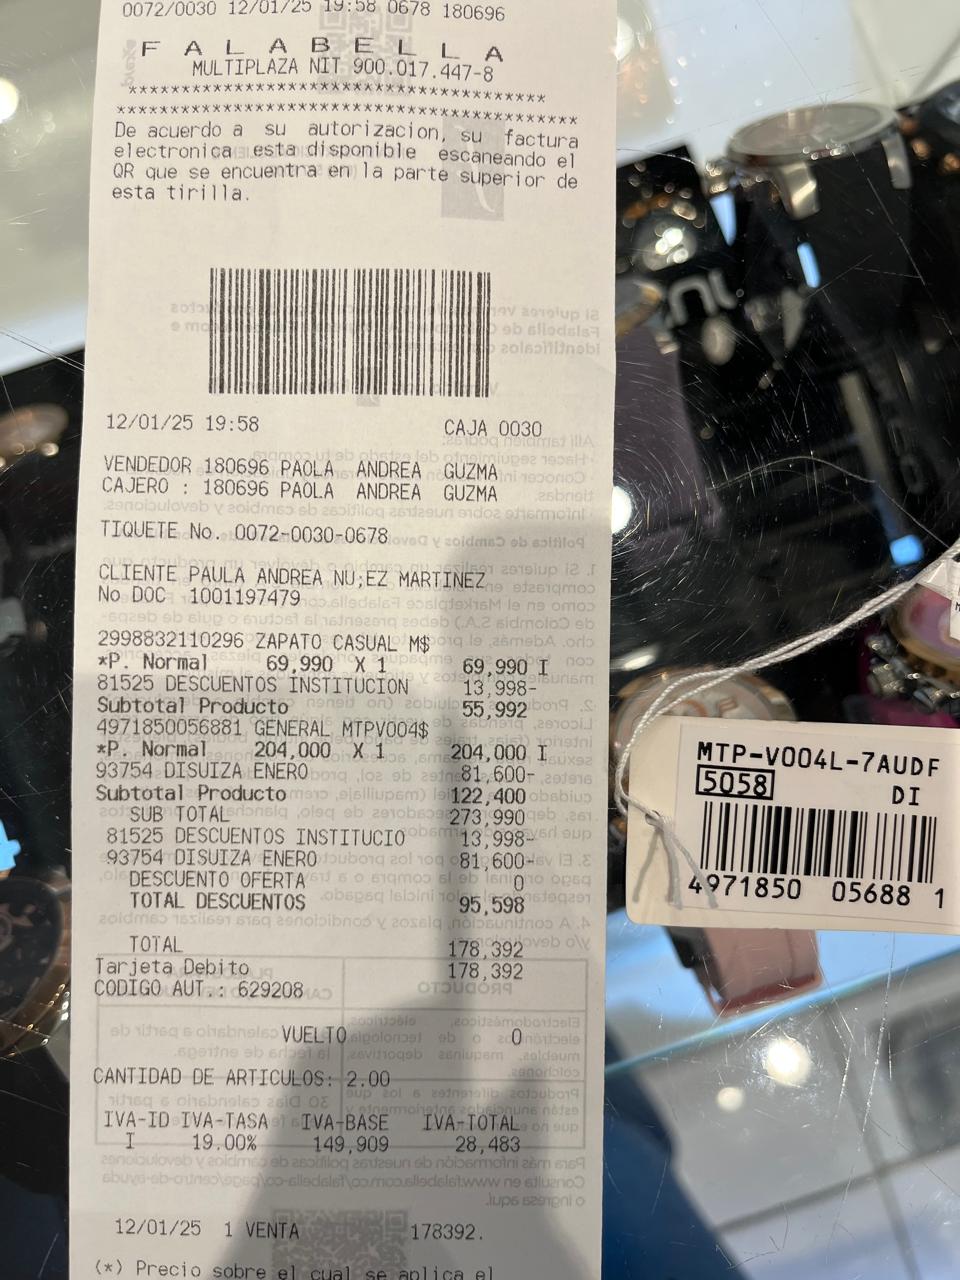 0072/0030 12/01/25 19:58 0678 180696
F A L A B E L L A
MULTIPLAZA NIT 900.017.447-8
****************************************
********************************************
De acuerdo a su autorizacion, su factura
electronica esta disponible escaneando el
QR que se encuentra en la parte superior de
esta tirilla.
12/01/25 19:58 CAJA 0030
VENDEDOR 180696 PAOLA ANDREA GUZMA
CAJERO : 180696 PAOLA ANDREA GUZMA
TIQUETE No. 0072-0030-0678
CLIENTE PAULA ANDREA NU;EZ MARTINEZ
No DOC 1001197479
2998832110296 ZAPATO CASUAL M$
*P. Normal 69,990 X 1 69,990 I
81525 DESCUENTOS INSTITUCION 13,998-
Subtotal Producto 55,992
4971850056881 GENERAL MTPV004$
*P. Normal 204,000 X 1 204,000 I
93754 DISUIZA ENERO 81,600-
Subtotal Producto 122,400
SUB TOTAL 273,990
81525 DESCUENTOS INSTITUCIO 13,998-
93754 DISUIZA ENERO 81,600-
DESCUENTO OFERTA 0
TOTAL DESCUENTOS 95,598
TOTAL 178,392
Tarjeta Debito 178,392
CODIGO AUT.: 629208
VUELTO 0
CANTIDAD DE ARTICULOS: 2.00
IVA-ID IVA-TASA IVA-BASE IVA-TOTAL
I 19.00% 149,909 28,483
12/01/25 1 VENTA 178392.
(*) Precio sobre el cual se aplica el
MTP-V004L-7AUDF
5058 DI
4971850 05688 1